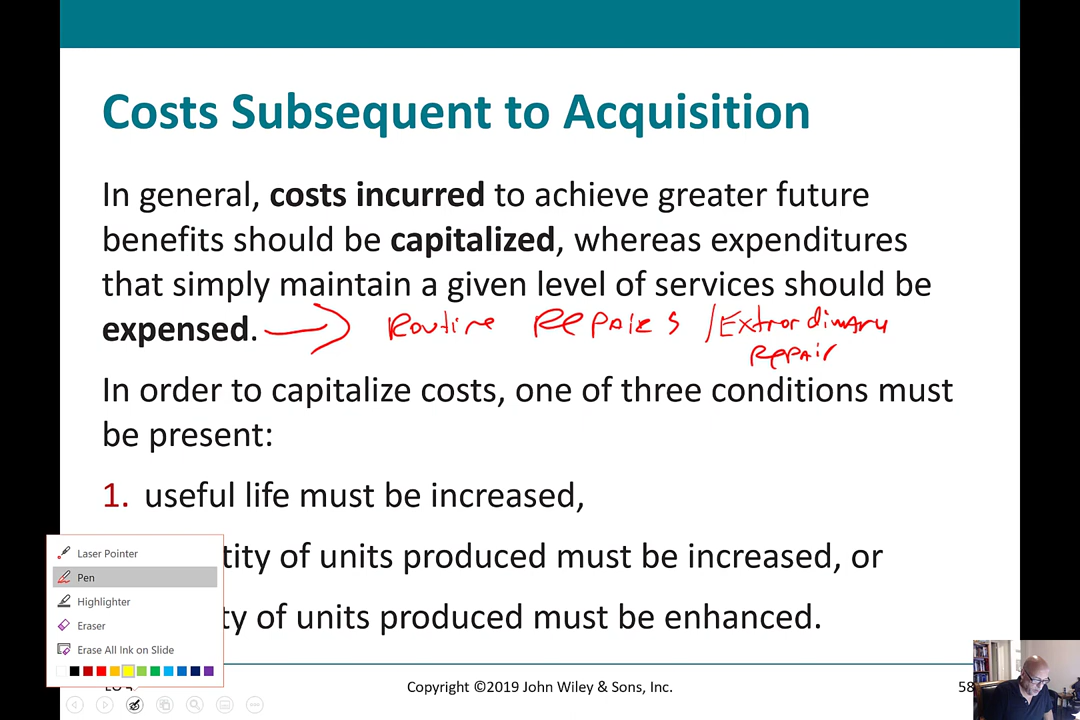 Costs Subsequent to Acquisition
In general, costs incurred to achieve greater future
benefits should be capitalized, whereas expenditures
that simply maintain a given level of services should be
expensed. Routine Repairs / Extrordinary
Repair
In order to capitalize costs, one of three conditions must
be present:
1. useful life must be increased,
tity of units produced must be increased, or
ty of units produced must be enhanced.
Laser Pointer
Pen
Highlighter
Eraser
Erase All Ink on Slide
LO 4
Copyright ©2019 John Wiley & Sons, Inc.
58